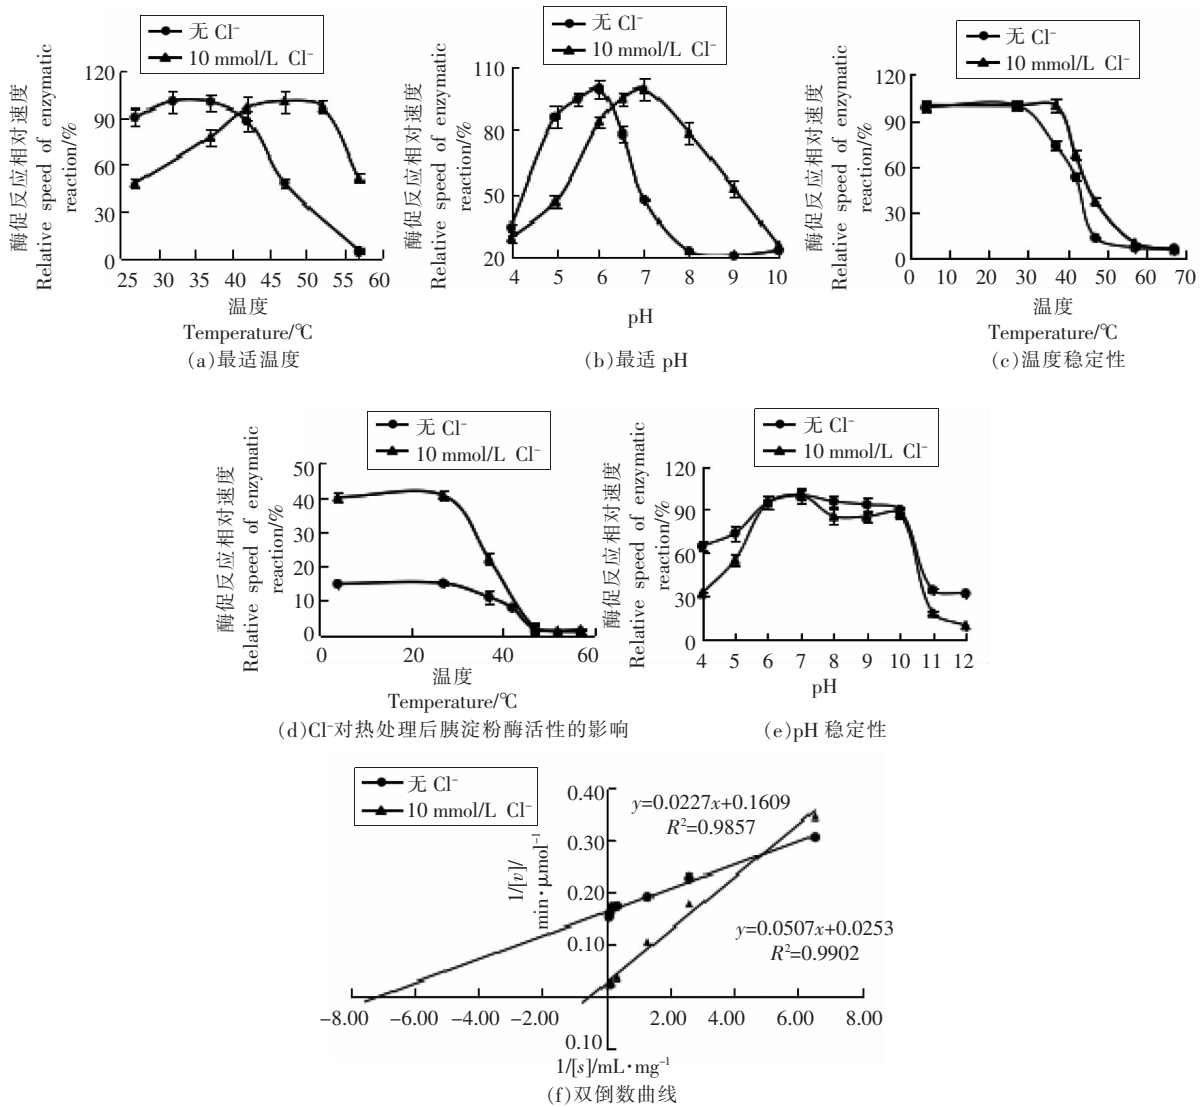 无 Cl⁻
10 mmol/L Cl⁻
酶促反应相对速度
Relative speed of enzymatic
reaction/%
120
90
60
30
0
25 30 35 40 45 50 55 60
温度
Temperature/℃
(a)最适温度
无 Cl⁻
10 mmol/L Cl⁻
酶促反应相对速度
Relative speed of enzymatic
reaction/%
110
80
50
20
4 5 6 7 8 9 10
pH
(b)最适 pH
无 Cl⁻
10 mmol/L Cl⁻
酶促反应相对速度
Relative speed of enzymatic
reaction/%
120
90
60
30
0
0 10 20 30 40 50 60 70
温度
Temperature/℃
(c)温度稳定性
无 Cl⁻
10 mmol/L Cl⁻
酶促反应相对速度
Relative speed of enzymatic
reaction/%
50
40
30
20
10
0
0 20 40 60
温度
Temperature/℃
(d)Cl⁻对热处理后胰淀粉酶活性的影响
无 Cl⁻
10 mmol/L Cl⁻
酶促反应相对速度
Relative speed of enzymatic
reaction/%
120
90
60
30
0
4 5 6 7 8 9 10 11 12
pH
(e)pH 稳定性
无 Cl⁻
10 mmol/L Cl⁻
1/[v]/
min·μmol⁻¹
0.40
0.30
0.20
0.10
0.10
y=0.0227x+0.1609
R²=0.9857
y=0.0507x+0.0253
R²=0.9902
−8.00 −6.00 −4.00 −2.00 2.00 4.00 6.00 8.00
1/[s]/mL·mg⁻¹
(f)双倒数曲线